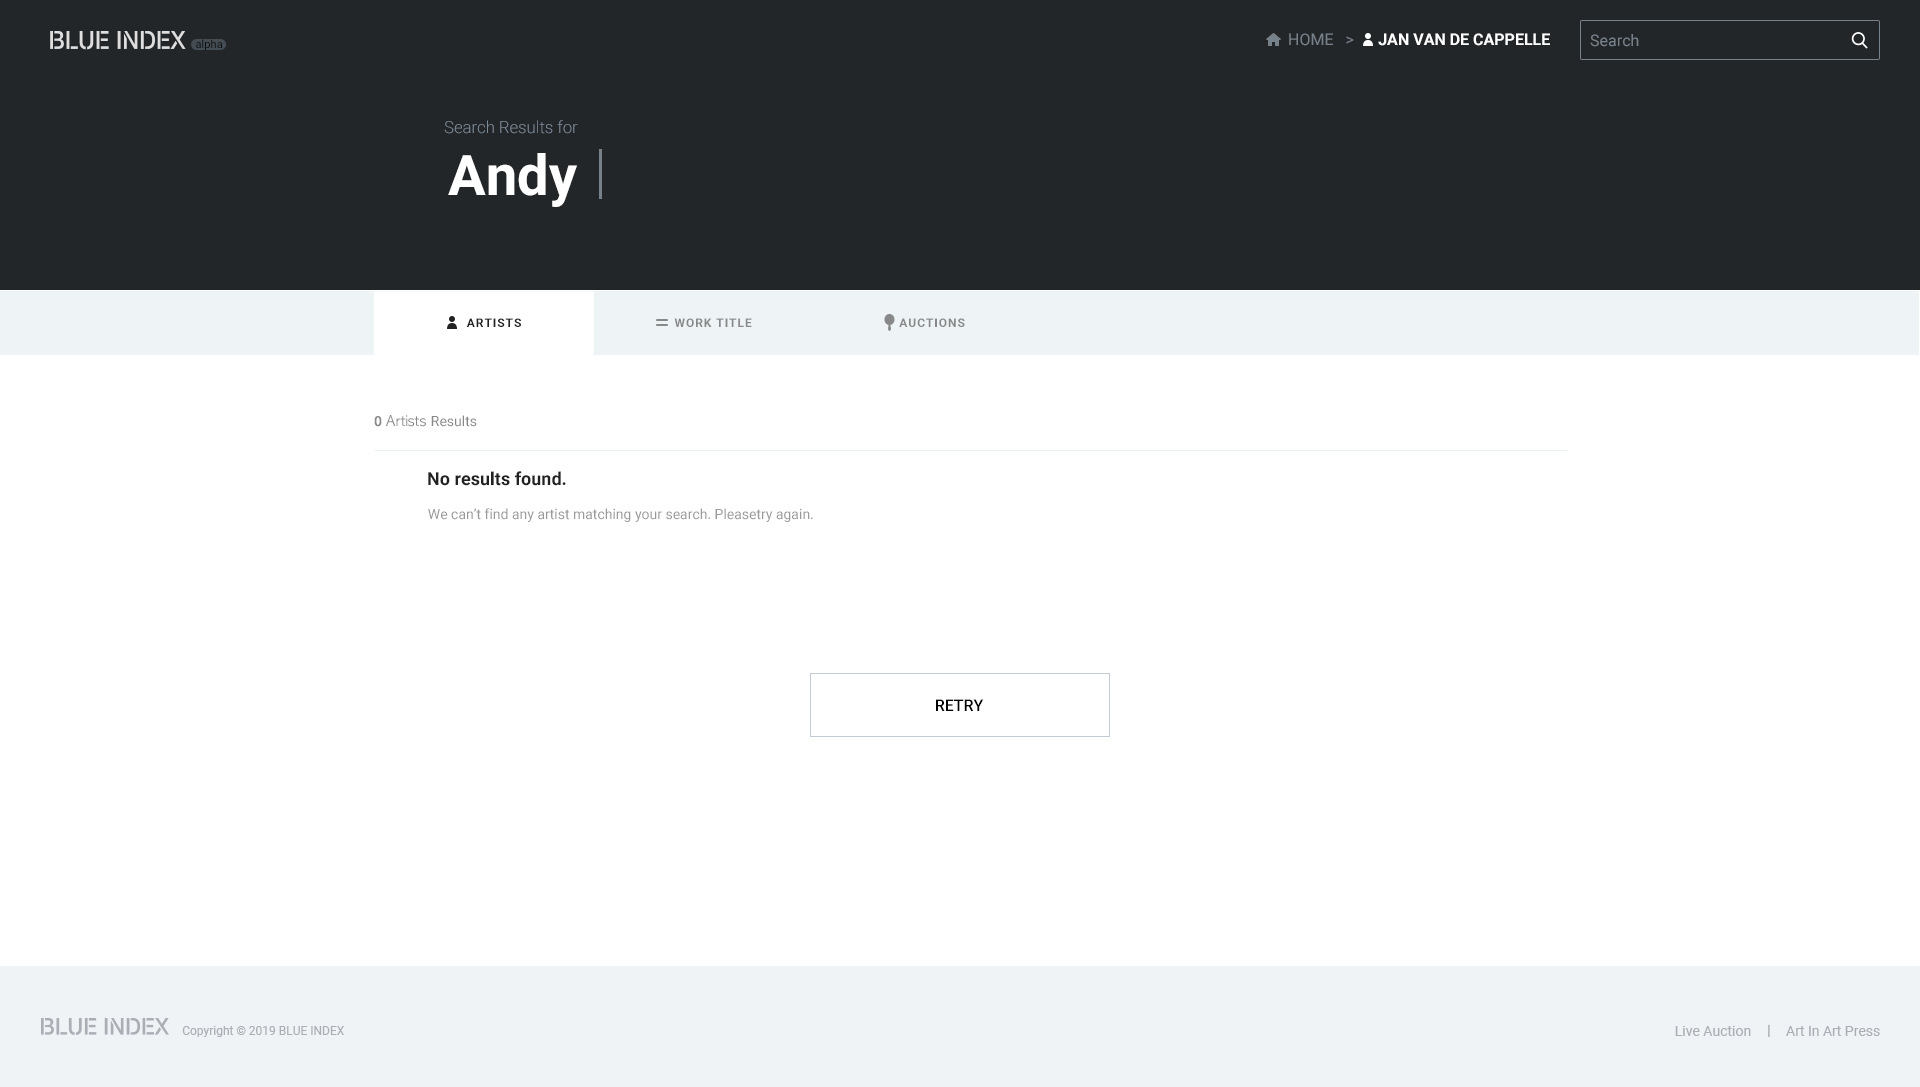 BLUE INDEX alpha
HOME > JAN VAN DE CAPPELLE
Search
Search Results for
Andy
ARTISTS
WORK TITLE
AUCTIONS
0 Artists Results
No results found.
We can't find any artist matching your search. Pleasetry again.
RETRY
BLUE INDEX Copyright © 2019 BLUE INDEX
Live Auction | Art In Art Press